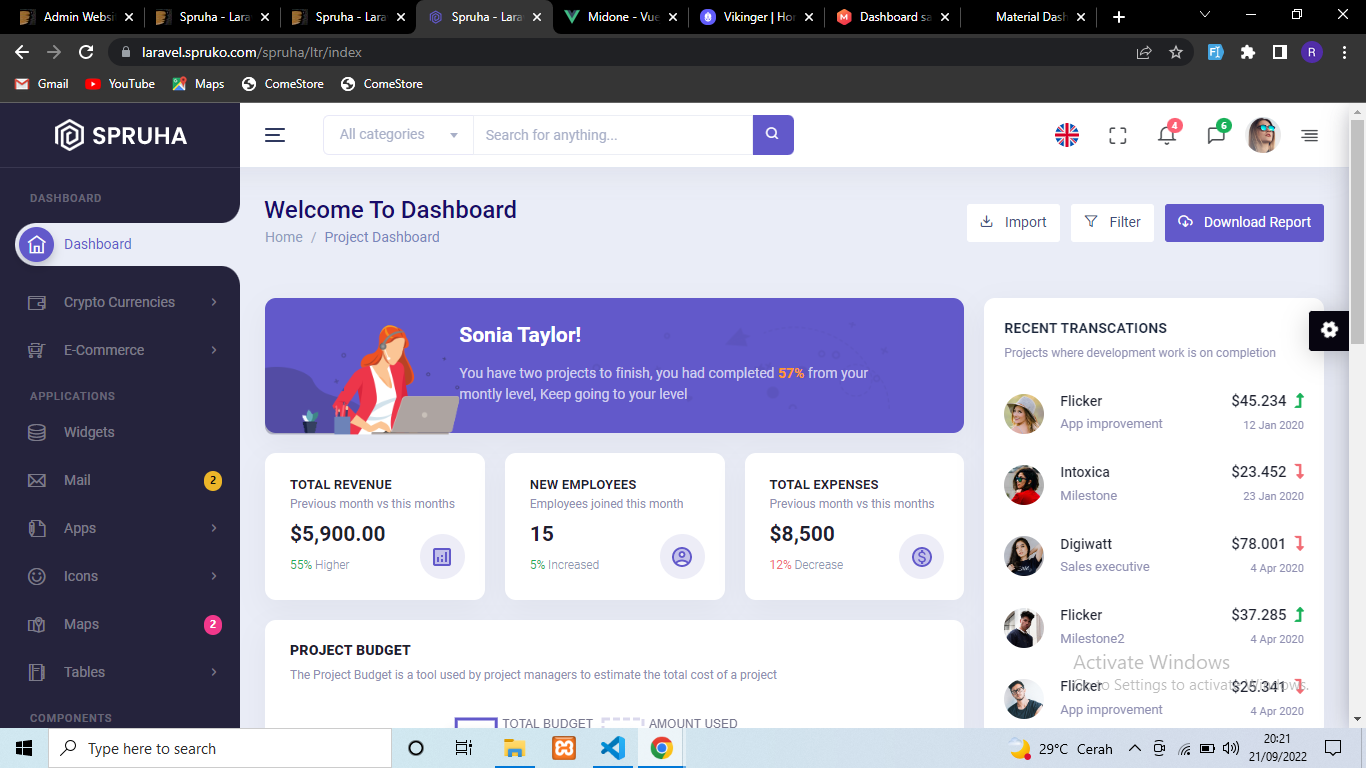 Admin Websi
Spruha - Lara
Spruha - Lara
Spruha - Lara
Midone - Vue
Vikinger | Hor
Dashboard sa
Material Dash
laravel.spruko.com/spruha/ltr/index
R
Gmail
YouTube
Maps
ComeStore
ComeStore
SPRUHA
All categories
Search for anything...
4
6
DASHBOARD
Dashboard
Crypto Currencies
E-Commerce
APPLICATIONS
Widgets
Mail
2
Apps
Icons
Maps
2
Tables
COMPONENTS
Welcome To Dashboard
Home / Project Dashboard
Import
Filter
Download Report
Sonia Taylor!
You have two projects to finish, you had completed 57% from your
montly level, Keep going to your level
TOTAL REVENUE
Previous month vs this months
$5,900.00
55% Higher
NEW EMPLOYEES
Employees joined this month
15
5% Increased
TOTAL EXPENSES
Previous month vs this months
$8,500
12% Decrease
PROJECT BUDGET
The Project Budget is a tool used by project managers to estimate the total cost of a project
TOTAL BUDGET
AMOUNT USED
RECENT TRANSCATIONS
Projects where development work is on completion
Flicker $45.234
App improvement 12 Jan 2020
Intoxica $23.452
Milestone 23 Jan 2020
Digiwatt $78.001
Sales executive 4 Apr 2020
Flicker $37.285
Milestone2 4 Apr 2020
Activate Windows
Go to Settings to activate Windows.
Flicker $25.341
App improvement 4 Apr 2020
Type here to search
29°C Cerah
20:21
21/09/2022